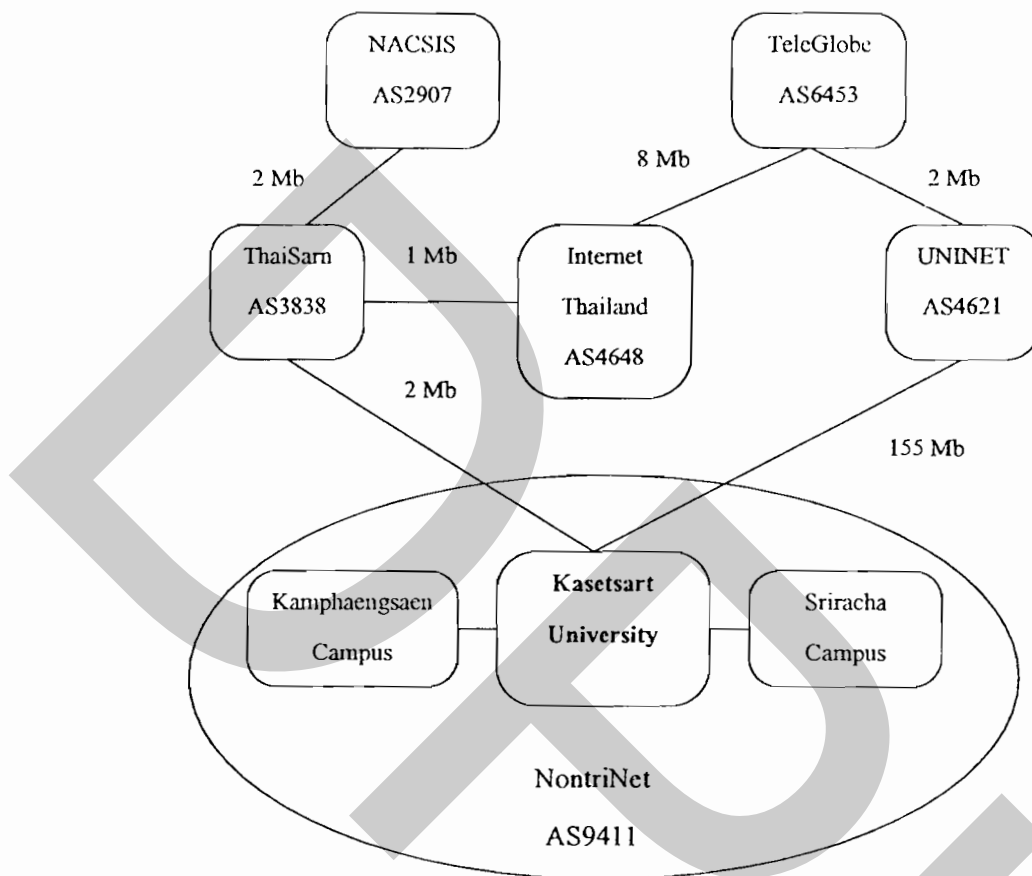 NACSIS
AS2907
TeleGlobe
AS6453
2 Mb
8 Mb
2 Mb
ThaiSarn
AS3838
1 Mb
Internet
Thailand
AS4648
UNINET
AS4621
2 Mb
155 Mb
Kamphaengsaen
Campus
Kasetsart
University
Sriracha
Campus
NontriNet
AS9411